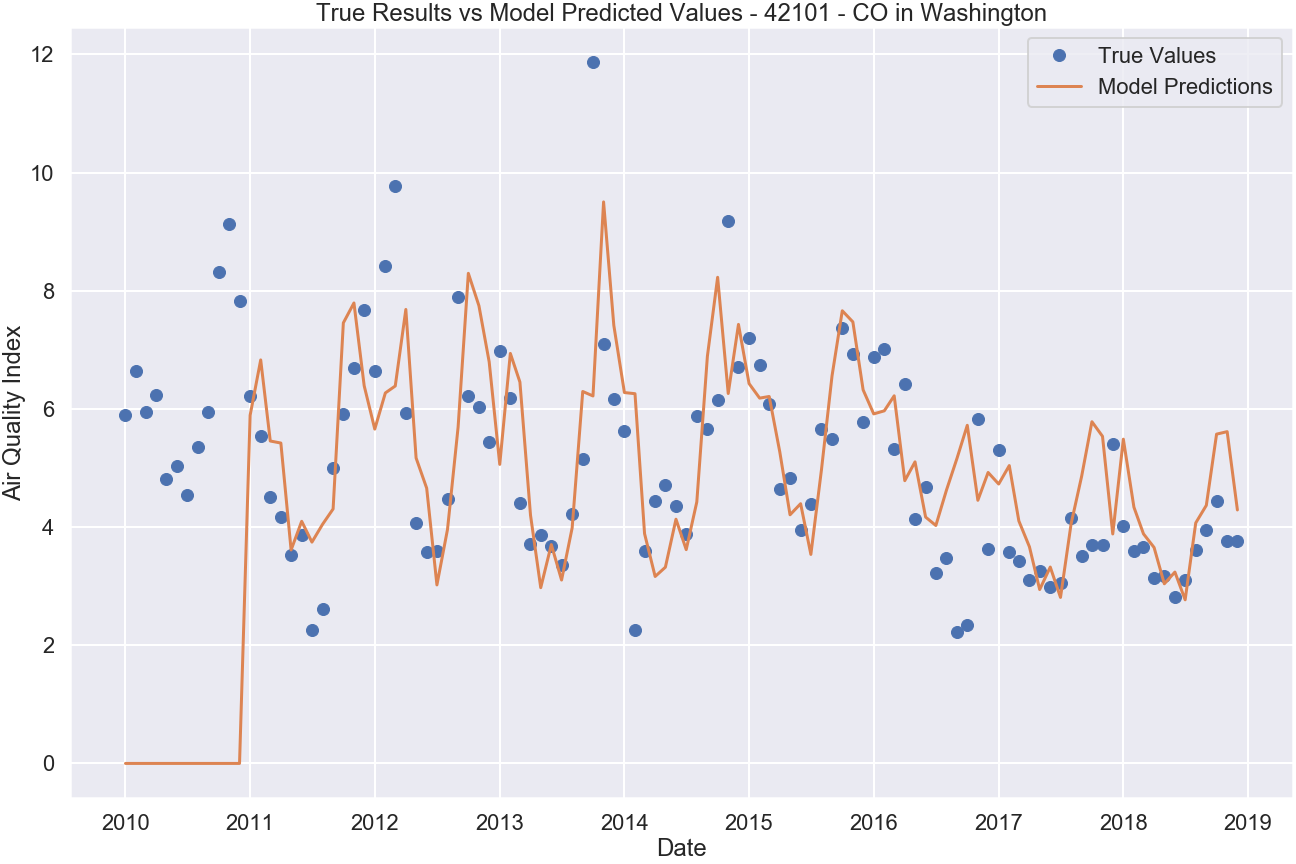 True Results vs Model Predicted Values - 42101 - CO in Washington
True Values
Model Predictions
Air Quality Index
12
10
8
6
4
2
0
2010 2011 2012 2013 2014 2015 2016 2017 2018 2019
Date